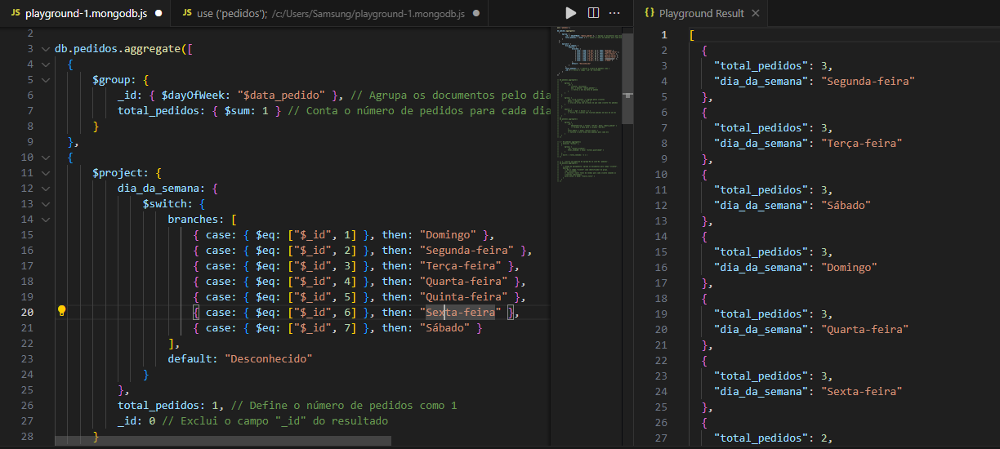 JS playground-1.mongodb.js
JS use ('pedidos'); /c:/Users/Samsung/playground-1.mongodb.js
2
3 db.pedidos.aggregate([
4 {
5 $group: {
6 _id: { $dayOfWeek: "$data_pedido" }, // Agrupa os documentos pelo dia
7 total_pedidos: { $sum: 1 } // Conta o número de pedidos para cada dia
8 }
9 },
10 {
11 $project: {
12 dia_da_semana: {
13 $switch: {
14 branches: [
15 { case: { $eq: ["$_id", 1] }, then: "Domingo" },
16 { case: { $eq: ["$_id", 2] }, then: "Segunda-feira" },
17 { case: { $eq: ["$_id", 3] }, then: "Terça-feira" },
18 { case: { $eq: ["$_id", 4] }, then: "Quarta-feira" },
19 { case: { $eq: ["$_id", 5] }, then: "Quinta-feira" },
20 { case: { $eq: ["$_id", 6] }, then: "Sexta-feira" },
21 { case: { $eq: ["$_id", 7] }, then: "Sábado" }
22 ],
23 default: "Desconhecido"
24 }
25 },
26 total_pedidos: 1, // Define o número de pedidos como 1
27 _id: 0 // Exclui o campo "_id" do resultado
28 }
{} Playground Result
1 [
2 {
3 "total_pedidos": 3,
4 "dia_da_semana": "Segunda-feira"
5 },
6 {
7 "total_pedidos": 3,
8 "dia_da_semana": "Terça-feira"
9 },
10 {
11 "total_pedidos": 3,
12 "dia_da_semana": "Sábado"
13 },
14 {
15 "total_pedidos": 3,
16 "dia_da_semana": "Domingo"
17 },
18 {
19 "total_pedidos": 3,
20 "dia_da_semana": "Quarta-feira"
21 },
22 {
23 "total_pedidos": 3,
24 "dia_da_semana": "Sexta-feira"
25 },
26 {
27 "total_pedidos": 2,